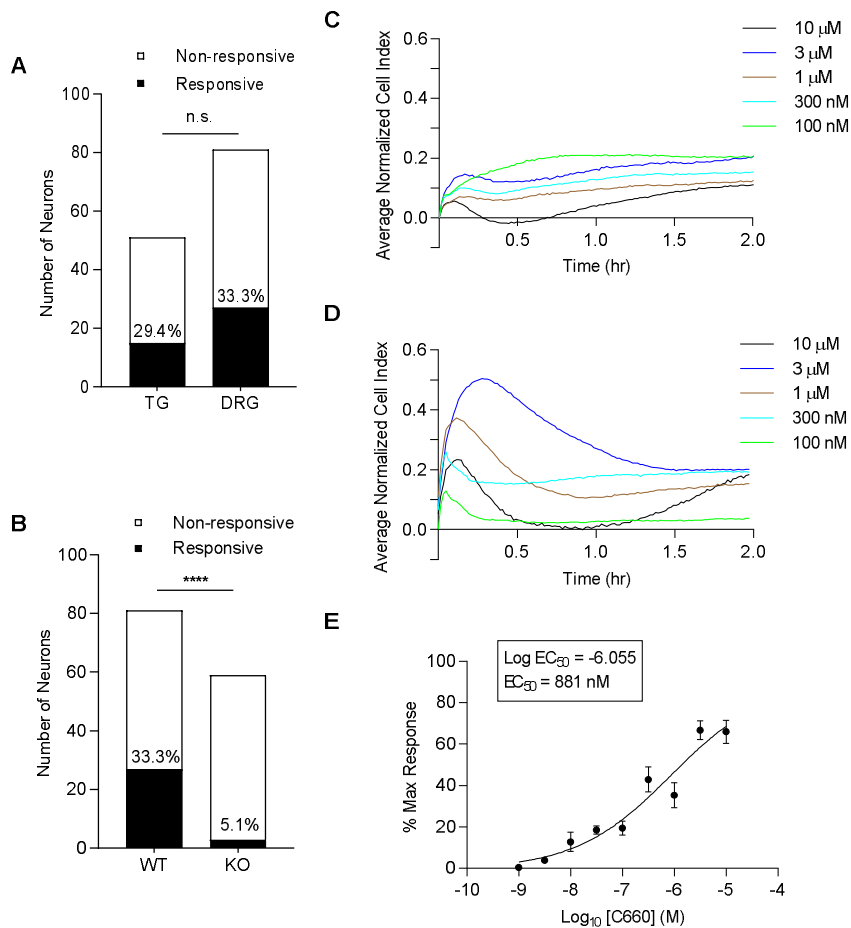 A
Non-responsive
Responsive
n.s.
Number of Neurons
100
80
60
40
20
0
29.4%
33.3%
TG
DRG
B
Non-responsive
Responsive
****
Number of Neurons
100
80
60
40
20
0
33.3%
5.1%
WT
KO
C
10 µM
3 µM
1 µM
300 nM
100 nM
Average Normalized Cell Index
0.6
0.4
0.2
0.0
0.5
1.0
1.5
2.0
Time (hr)
D
10 µM
3 µM
1 µM
300 nM
100 nM
Average Normalized Cell Index
0.6
0.4
0.2
0.0
0.5
1.0
1.5
2.0
Time (hr)
E
Log EC50 = -6.055
EC50 = 881 nM
% Max Response
100
80
60
40
20
0
-10
-9
-8
-7
-6
-5
-4
Log10 [C660] (M)